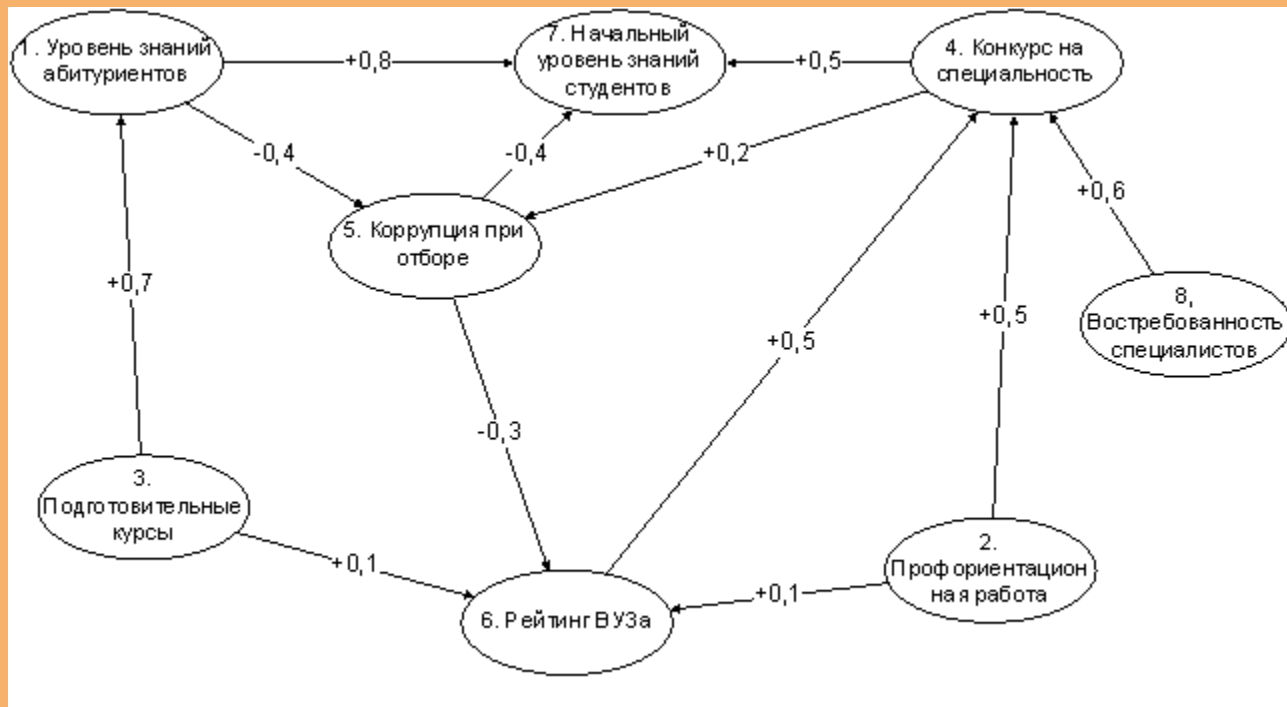 1. Уровень знаний
абитуриентов
+0,8
7. Начальный
уровень знаний
студентов
+0,5
4. Конкурс на
специальность
-0,4
-0,4
+0,2
+0,6
5. Коррупция при
отборе
+0,7
8,
Востребованность
специалистов
+0,5
+0,5
-0,3
3.
Подготовительные
курсы
+0,1
2.
Профориентацион
ная работа
+0,1
6. Рейтинг ВУЗа